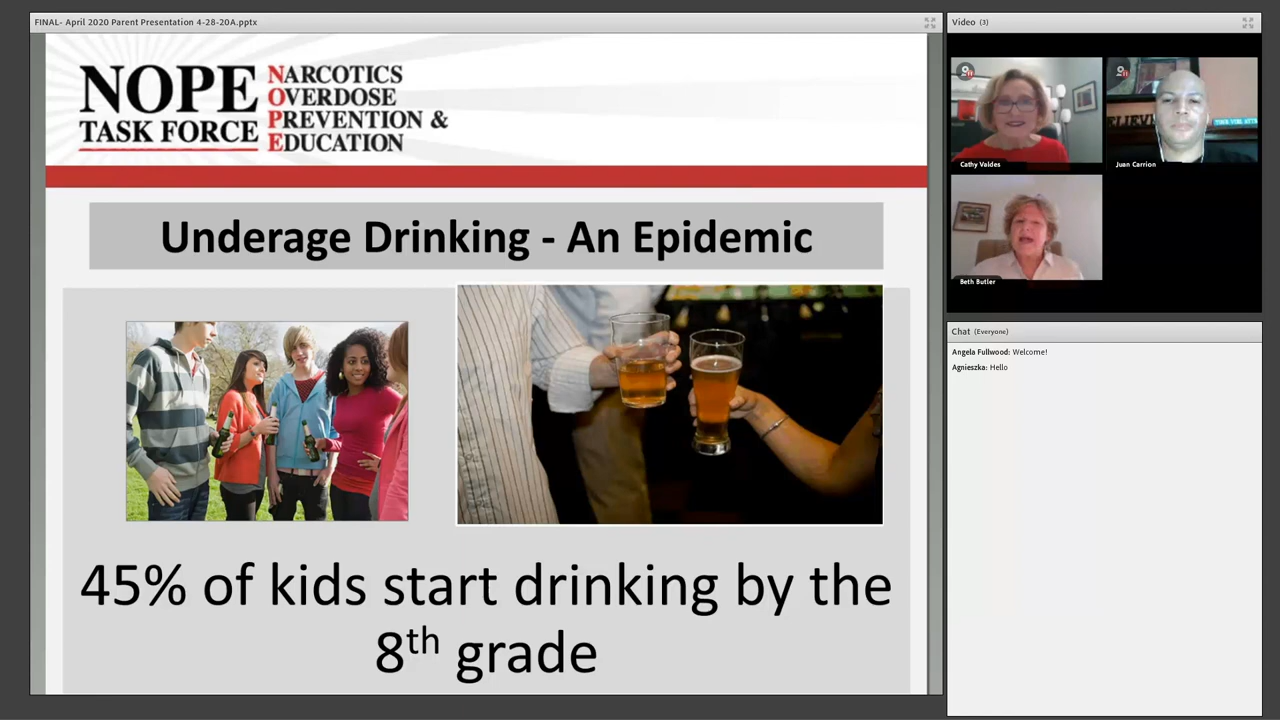 FINAL- April 2020 Parent Presentation 4-28-20A.pptx
NOPE
TASK FORCE
NARCOTICS
OVERDOSE
PREVENTION &
EDUCATION
Underage Drinking - An Epidemic
45% of kids start drinking by the
8th grade
Video (3)
Cathy Valdes
Juan Carrion
Beth Butler
Chat (Everyone)
Angela Fullwood: Welcome!
Agnieszka: Hello